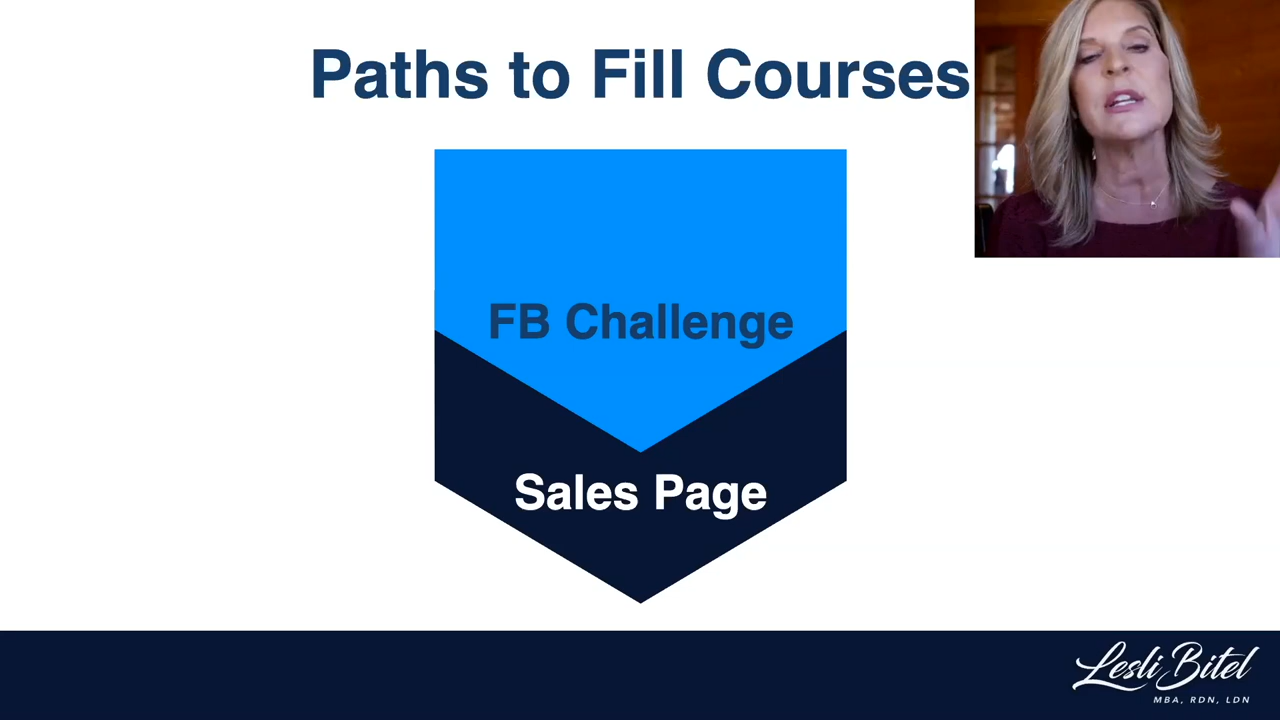 Paths to Fill Courses
FB Challenge
Sales Page
Lesli Bitel
MBA, RDN, LDN